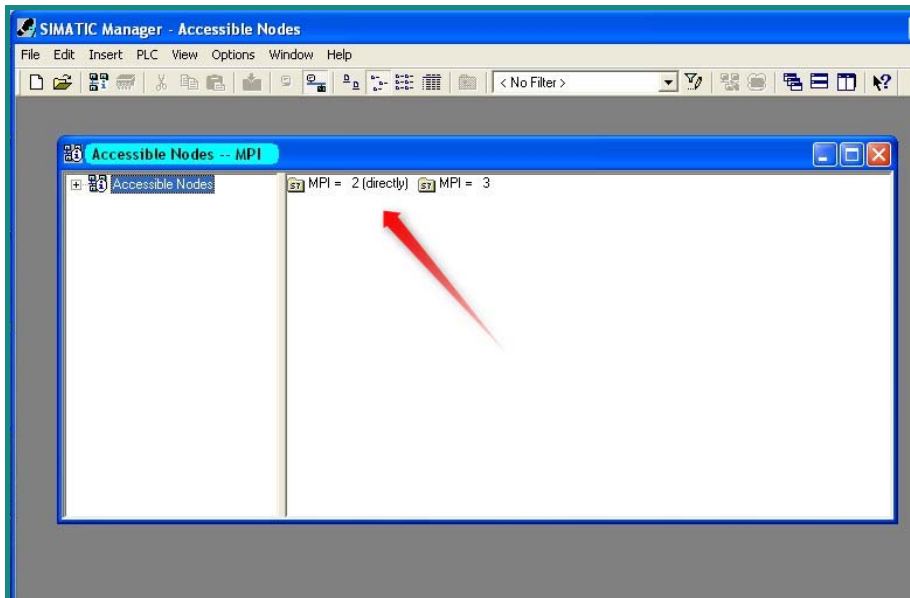 SIMATIC Manager - Accessible Nodes
File Edit Insert PLC View Options Window Help
< No Filter >
Accessible Nodes -- MPI
Accessible Nodes
MPI = 2 (directly) MPI = 3